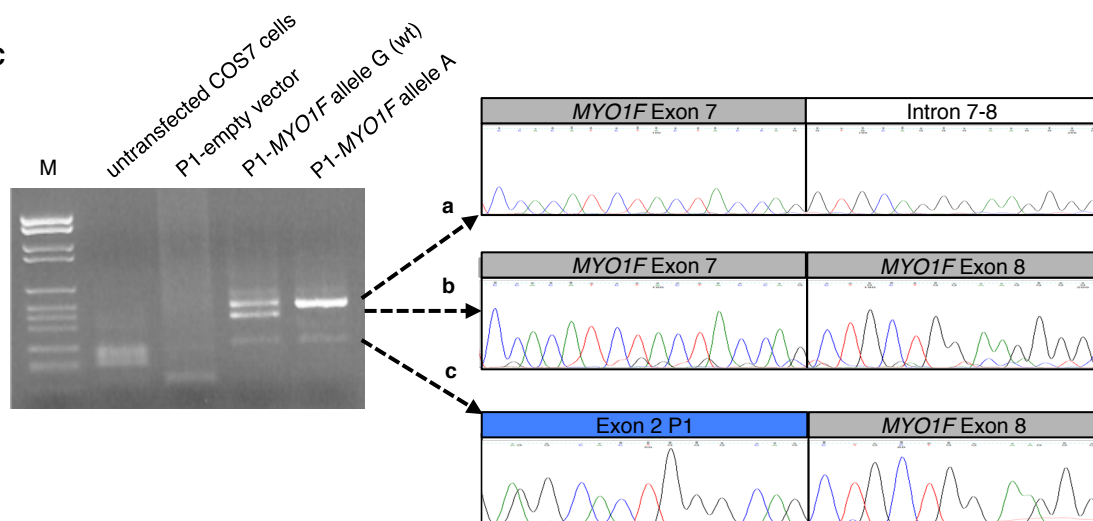 c
untransfected COS7 cells
P1-empty vector
P1-MYO1F allele G (wt)
P1-MYO1F allele A
M
a
MYO1F Exon 7 Intron 7-8
b
MYO1F Exon 7 MYO1F Exon 8
c
Exon 2 P1 MYO1F Exon 8